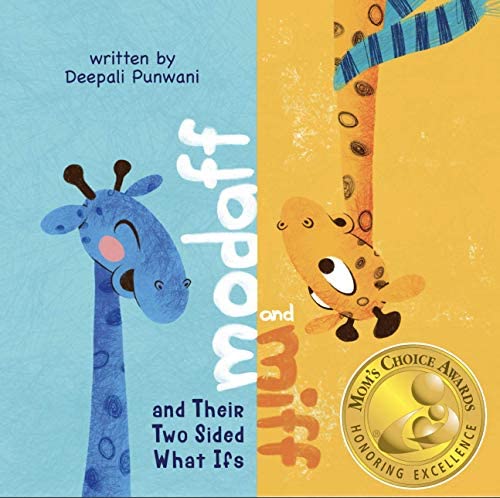 written by
Deepali Punwani
miff
and
modaff
and Their
Two Sided
What Ifs
MOM'S CHOICE AWARDS
HONORING EXCELLENCE